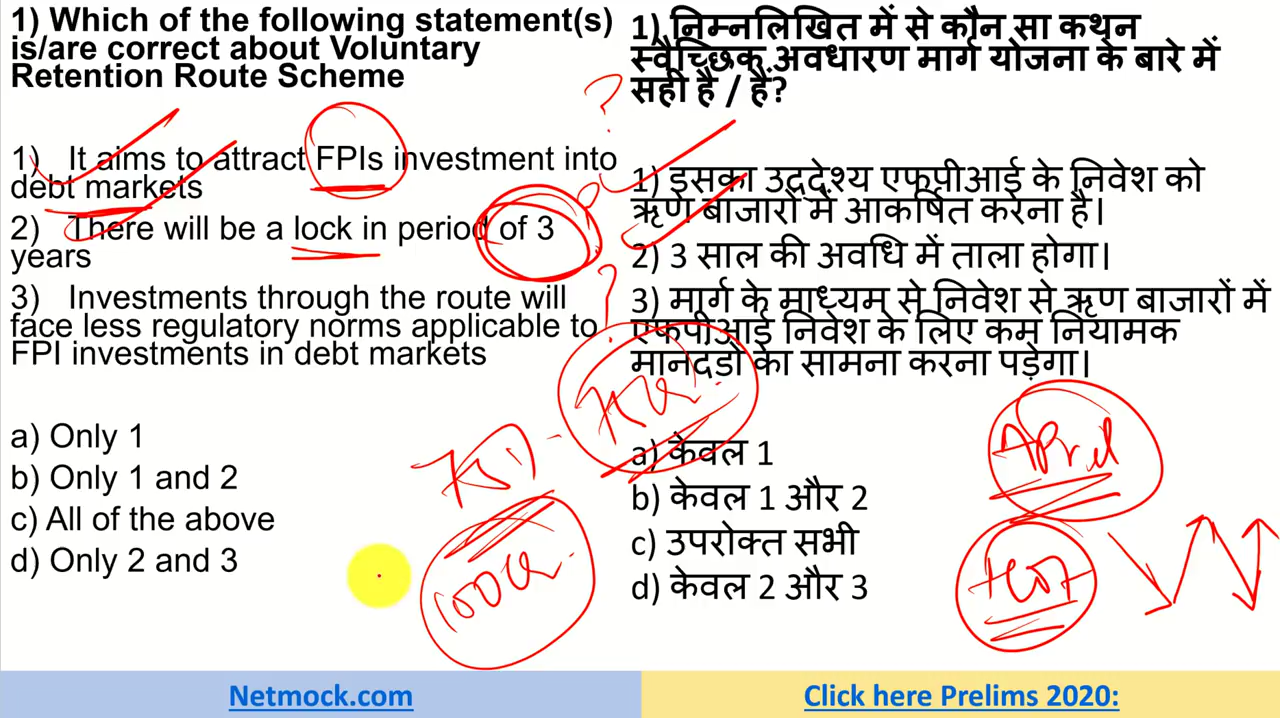 1) Which of the following statement(s)
is/are correct about Voluntary
Retention Route Scheme
1) It aims to attract FPIs investment into
debt markets
2) There will be a lock in period of 3
years
3) Investments through the route will
face less regulatory norms applicable to
FPI investments in debt markets
a) Only 1
b) Only 1 and 2
c) All of the above
d) Only 2 and 3
1) निम्नलिखित में से कौन सा कथन
स्वैच्छिक अवधारण मार्ग योजना के बारे में
सही है / हैं?
1) इसका उद्देश्य एफपीआई के निवेश को
ऋण बाजारों में आकर्षित करना है।
2) 3 साल की अवधि में ताला होगा।
3) मार्ग के माध्यम से निवेश से ऋण बाजारों में
एफपीआई निवेश के लिए कम नियामक
मानदंडों का सामना करना पड़ेगा।
a) केवल 1
b) केवल 1 और 2
c) उपरोक्त सभी
d) केवल 2 और 3
April
100 cr.
Netmock.com
Click here Prelims 2020: